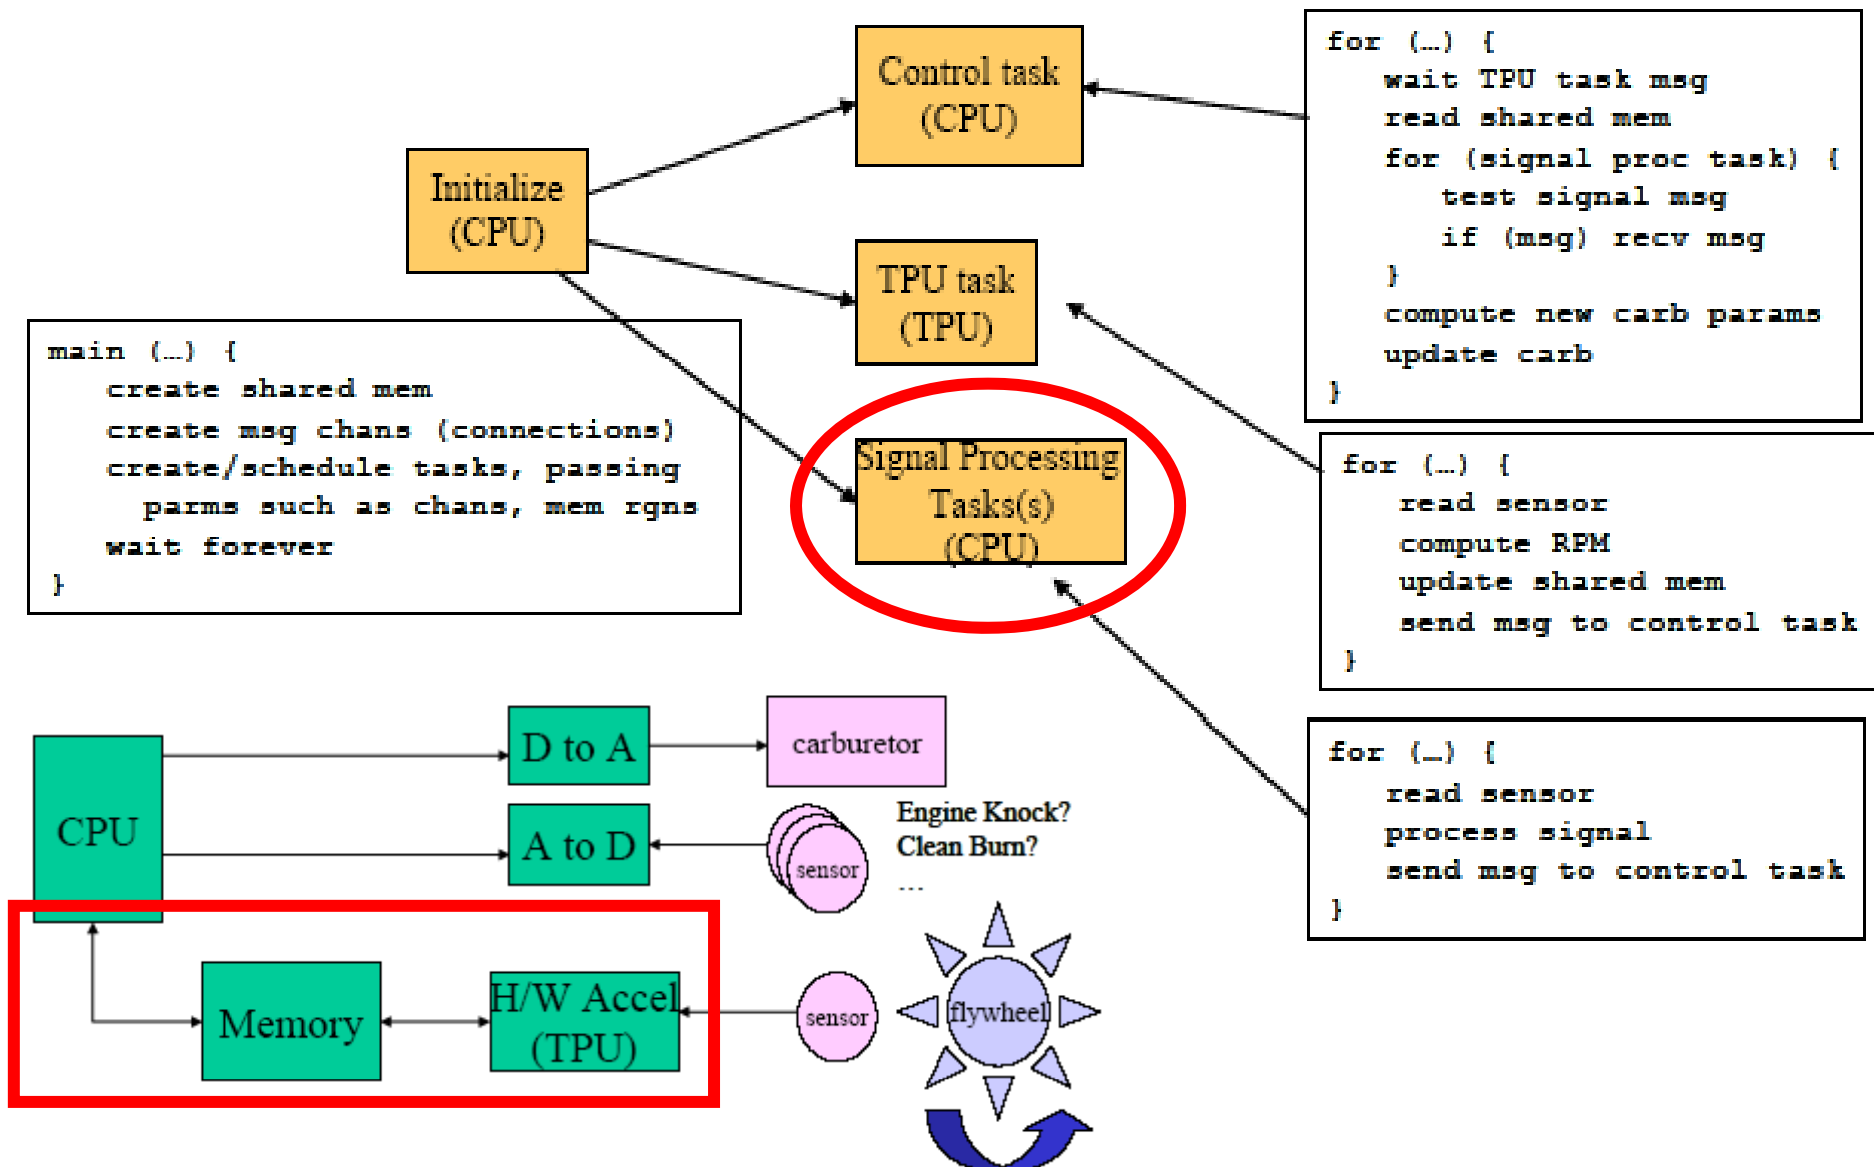 Control task
(CPU)
for (…) {
wait TPU task msg
read shared mem
for (signal proc task) {
test signal msg
if (msg) recv msg
}
compute new carb params
update carb
}
Initialize
(CPU)
TPU task
(TPU)
main (…) {
create shared mem
create msg chans (connections)
create/schedule tasks, passing
parms such as chans, mem rgns
wait forever
}
Signal Processing
Tasks(s)
(CPU)
for (…) {
read sensor
compute RPM
update shared mem
send msg to control task
}
for (…) {
read sensor
process signal
send msg to control task
}
CPU
D to A
carburetor
A to D
sensor
Engine Knock?
Clean Burn?
...
Memory
H/W Accel
(TPU)
sensor
flywheel